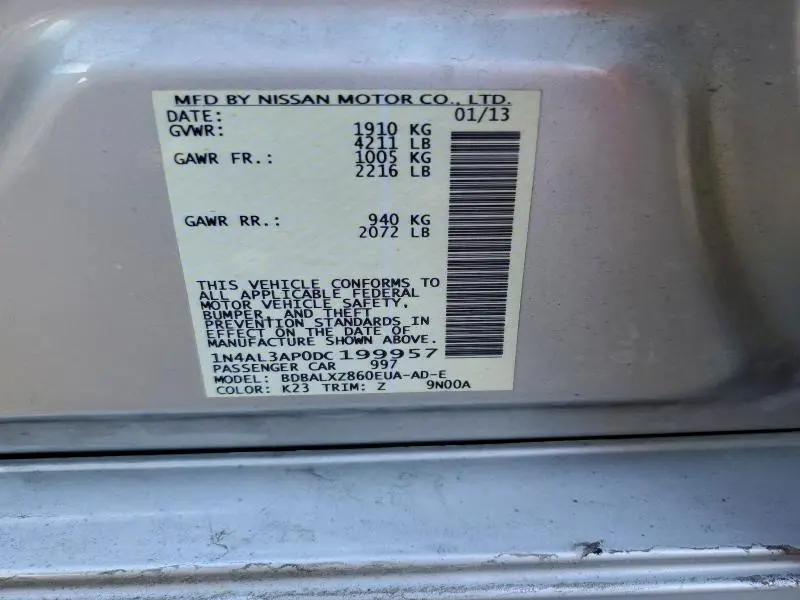 MFD BY NISSAN MOTOR CO., LTD.
DATE: 01/13
GVWR: 1910 KG
4211 LB
GAWR FR.: 1005 KG
2216 LB
GAWR RR.: 940 KG
2072 LB
THIS VEHICLE CONFORMS TO
ALL APPLICABLE FEDERAL
MOTOR VEHICLE SAFETY,
BUMPER, AND THEFT
PREVENTION STANDARDS IN
EFFECT ON THE DATE OF
MANUFACTURE SHOWN ABOVE.
1N4AL3AP0DC199957
PASSENGER CAR 997
MODEL: BDBALXZ860EUA-AD-E
COLOR: K23 TRIM: Z 9N00A